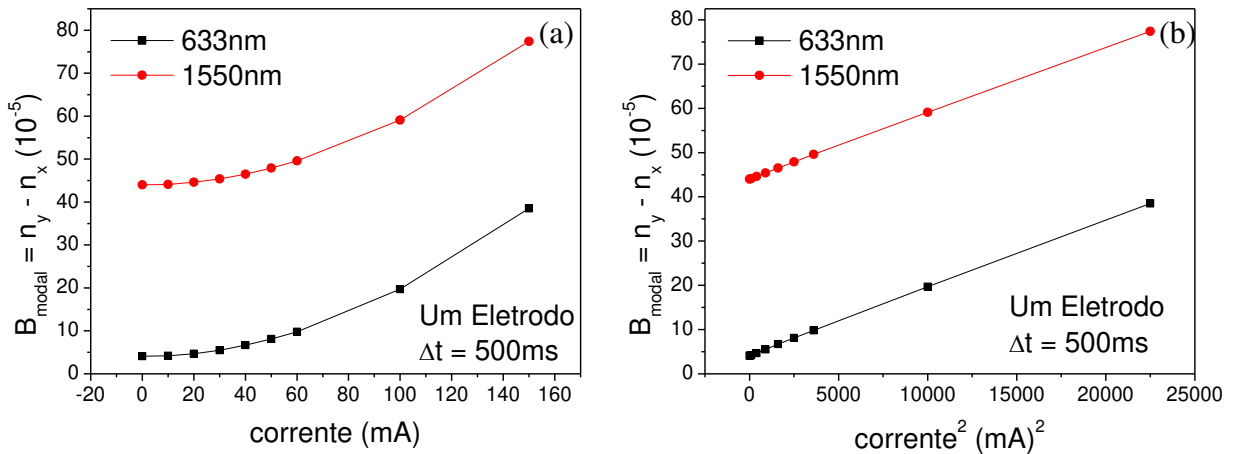 (a)
633nm
1550nm
B_modal = n_y - n_x (10^-5)
80
70
60
50
40
30
20
10
0
Um Eletrodo
Δt = 500ms
-20 0 20 40 60 80 100 120 140 160
corrente (mA)
(b)
633nm
1550nm
B_modal = n_y - n_x (10^-5)
80
70
60
50
40
30
20
10
0
Um Eletrodo
Δt = 500ms
0 5000 10000 15000 20000 25000
corrente² (mA)²